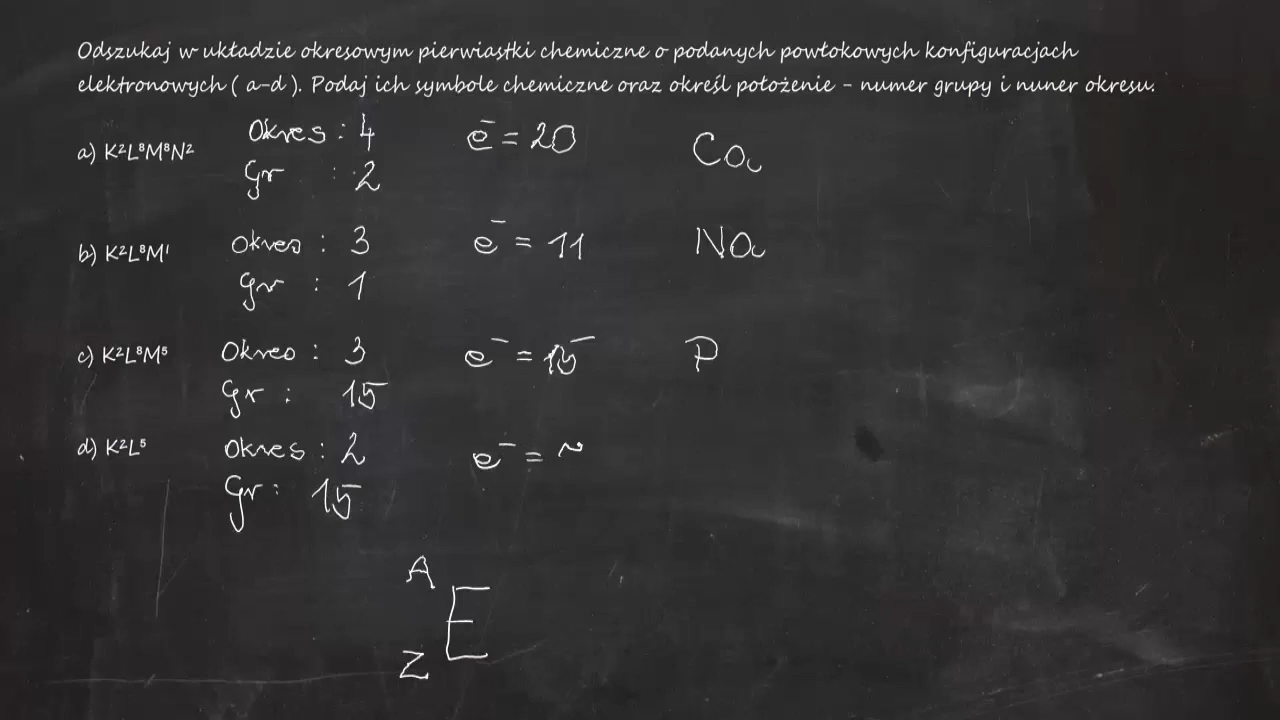 Odszukaj w układzie okresowym pierwiastki chemiczne o podanych powłokowych konfiguracjach
elektronowych ( a-d ). Podaj ich symbole chemiczne oraz określ położenie - numer grupy i nuner okresu.
a) K²L⁸M⁸N² Okres : 4 e⁻ = 20 Ca
Gr : 2
b) K²L⁸M¹ Okres : 3 e⁻ = 11 Na
Gr : 1
c) K²L⁸M⁵ Okres : 3 e⁻ = 15 P
Gr : 15
d) K²L⁵ Okres : 2 e⁻ =
Gr : 15
A
E
Z